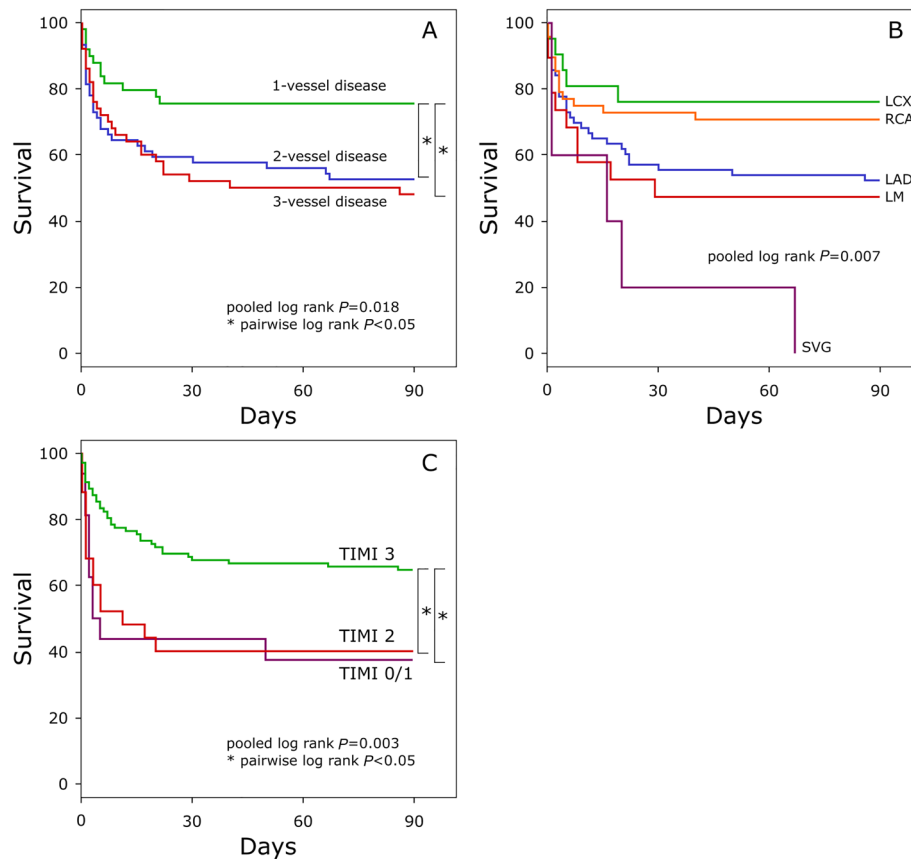 A
100
80
60
40
20
0
Survival
1-vessel disease
2-vessel disease
3-vessel disease
*
*
pooled log rank P=0.018
* pairwise log rank P<0.05
0 30 60 90
Days
B
100
80
60
40
20
0
Survival
LCX
RCA
LAD
LM
pooled log rank P=0.007
SVG
0 30 60 90
Days
C
100
80
60
40
20
0
Survival
TIMI 3
TIMI 2
TIMI 0/1
*
*
pooled log rank P=0.003
* pairwise log rank P<0.05
0 30 60 90
Days